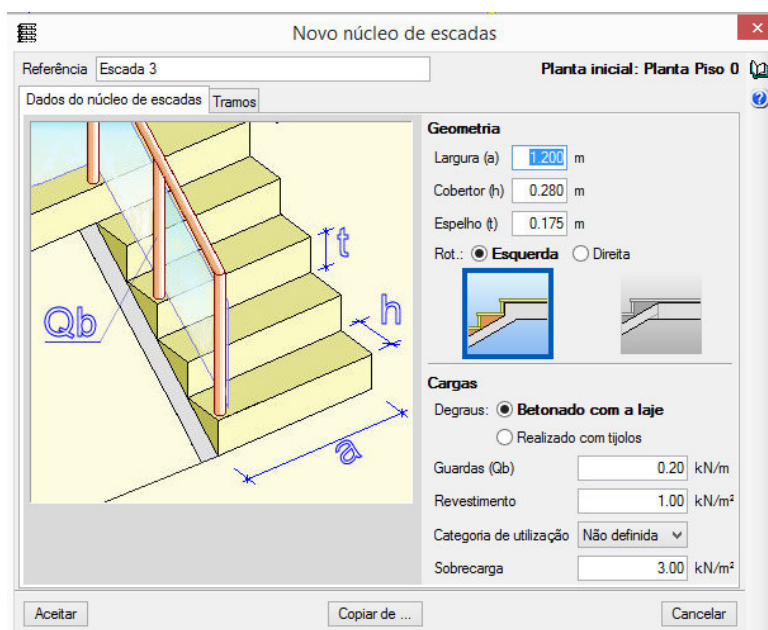 Novo núcleo de escadas
Referência Escada 3 Planta inicial: Planta Piso 0
Dados do núcleo de escadas Tramos
Geometria
Largura (a) 1.200 m
Cobertor (h) 0.280 m
Espelho (t) 0.175 m
Rot.: Esquerda Direita
t
h
Qb
a
Cargas
Degraus: Betonado com a laje
Realizado com tijolos
Guardas (Qb) 0.20 kN/m
Revestimento 1.00 kN/m²
Categoria de utilização Não definida
Sobrecarga 3.00 kN/m²
Aceitar Copiar de ... Cancelar